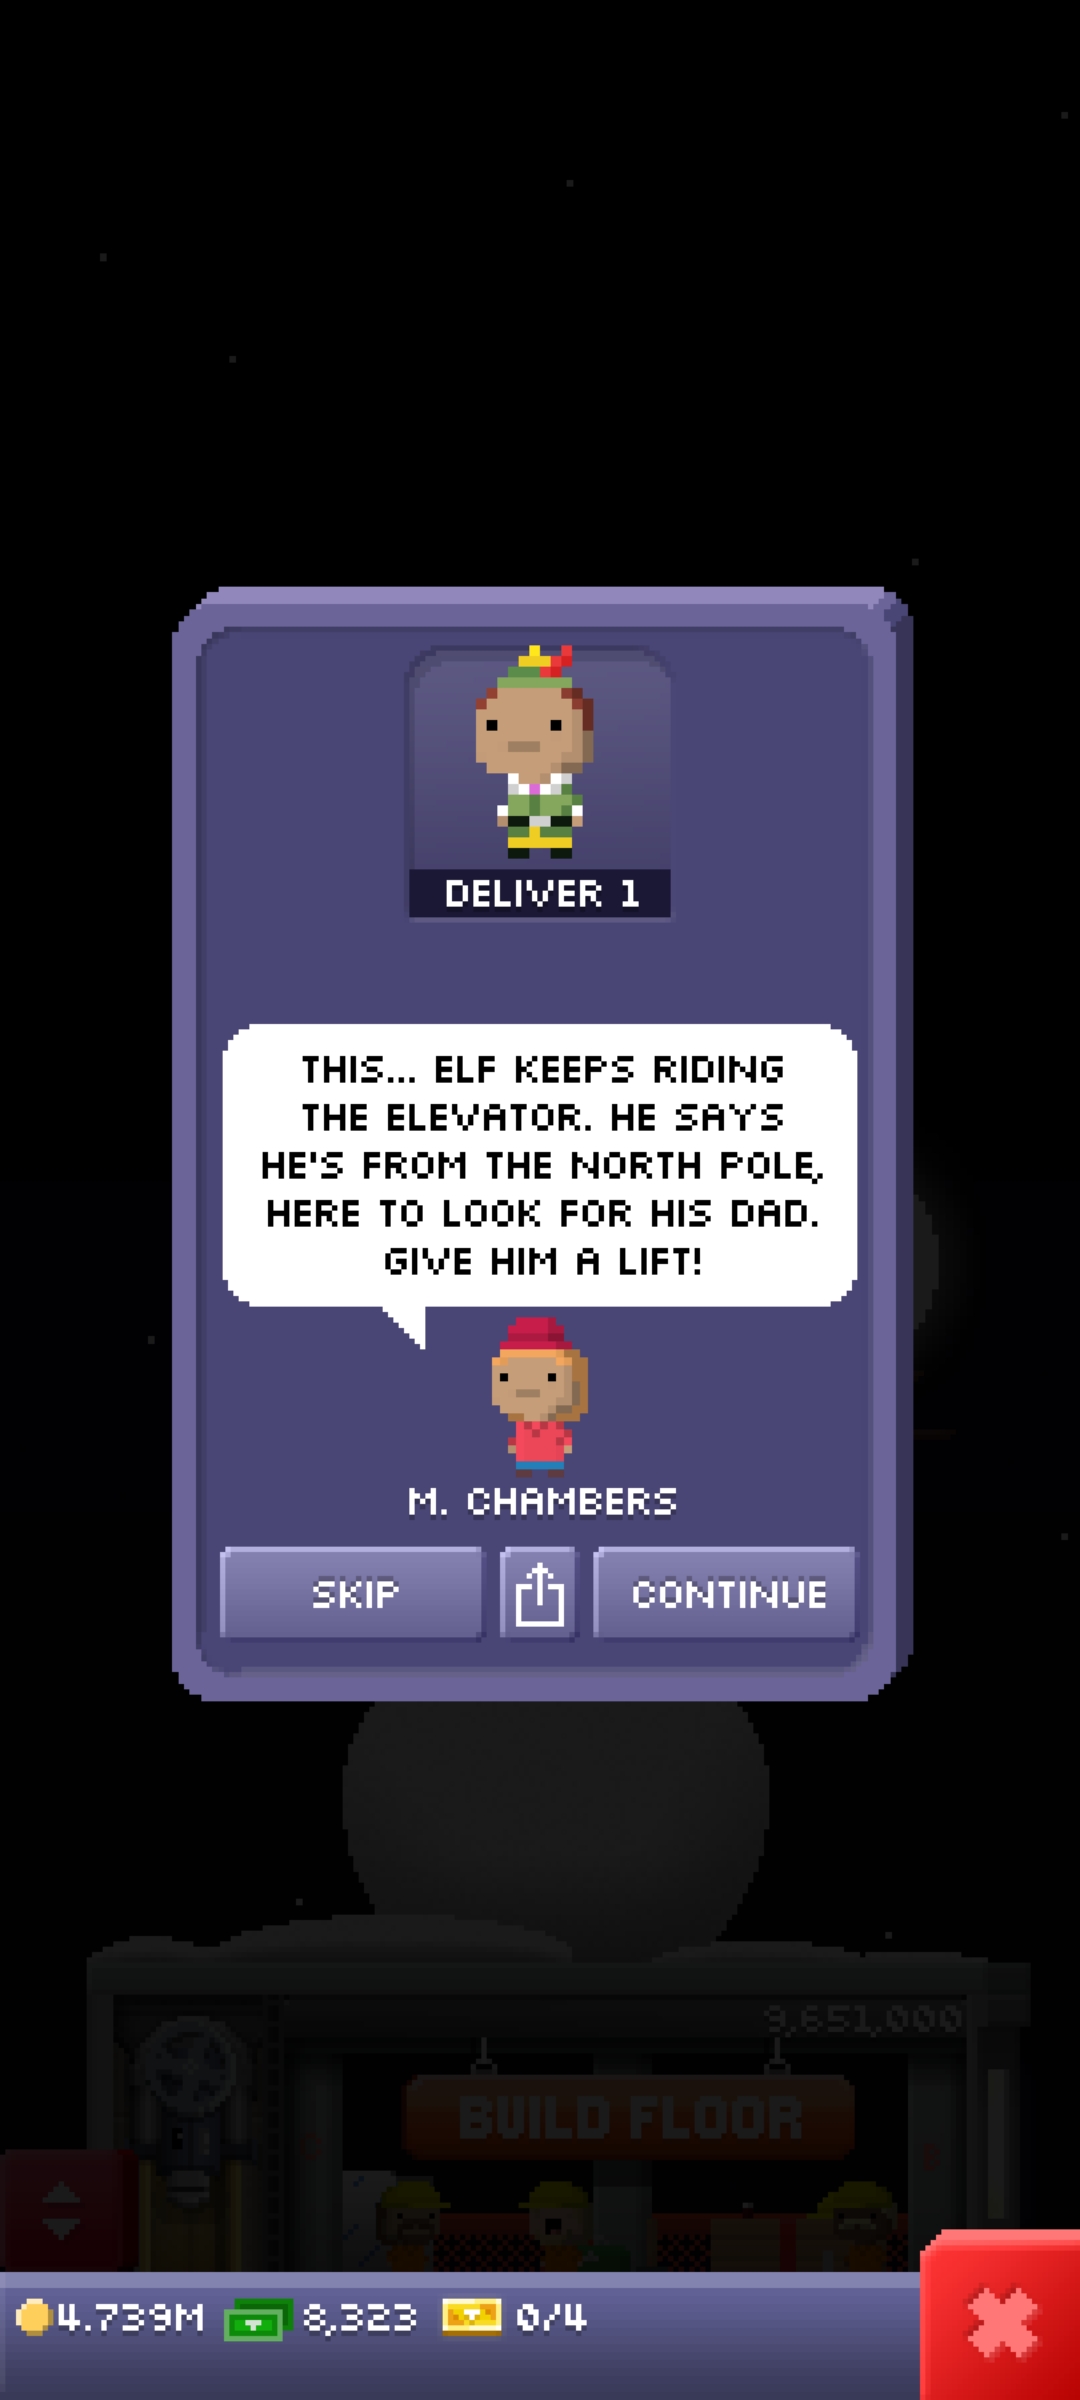 DELIVER 1
THIS... ELF KEEPS RIDING
THE ELEVATOR. HE SAYS
HE'S FROM THE NORTH POLE,
HERE TO LOOK FOR HIS DAD.
GIVE HIM A LIFT!
M. CHAMBERS
SKIP
CONTINUE
9,651,000
BUILD FLOOR
4.739M
8,323
0/4